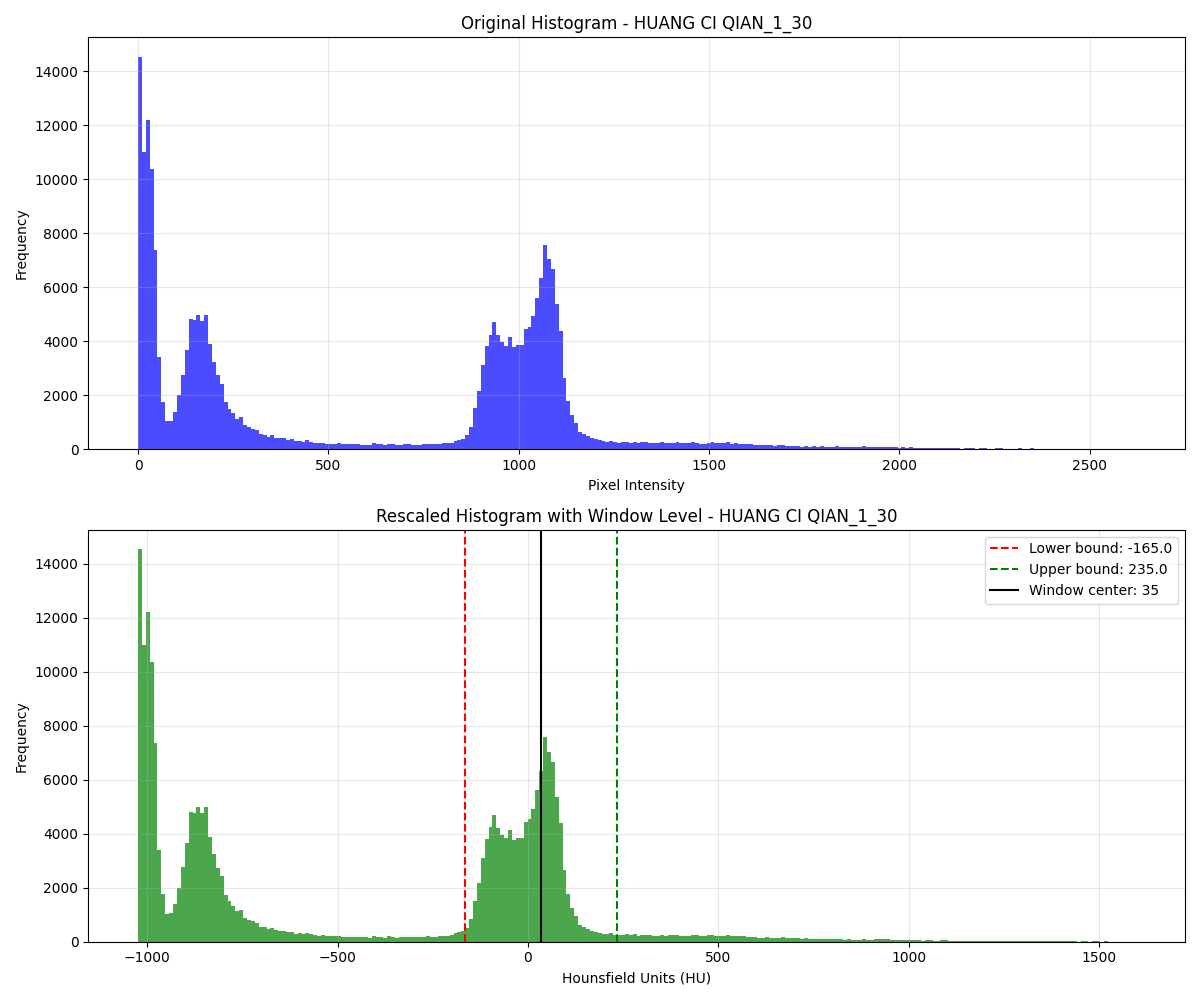 Original Histogram - HUANG CI QIAN_1_30
14000
12000
10000
8000
6000
4000
2000
0
Frequency
0 500 1000 1500 2000 2500
Pixel Intensity
Rescaled Histogram with Window Level - HUANG CI QIAN_1_30
Lower bound: -165.0
Upper bound: 235.0
Window center: 35
14000
12000
10000
8000
6000
4000
2000
0
Frequency
−1000 −500 0 500 1000 1500
Hounsfield Units (HU)